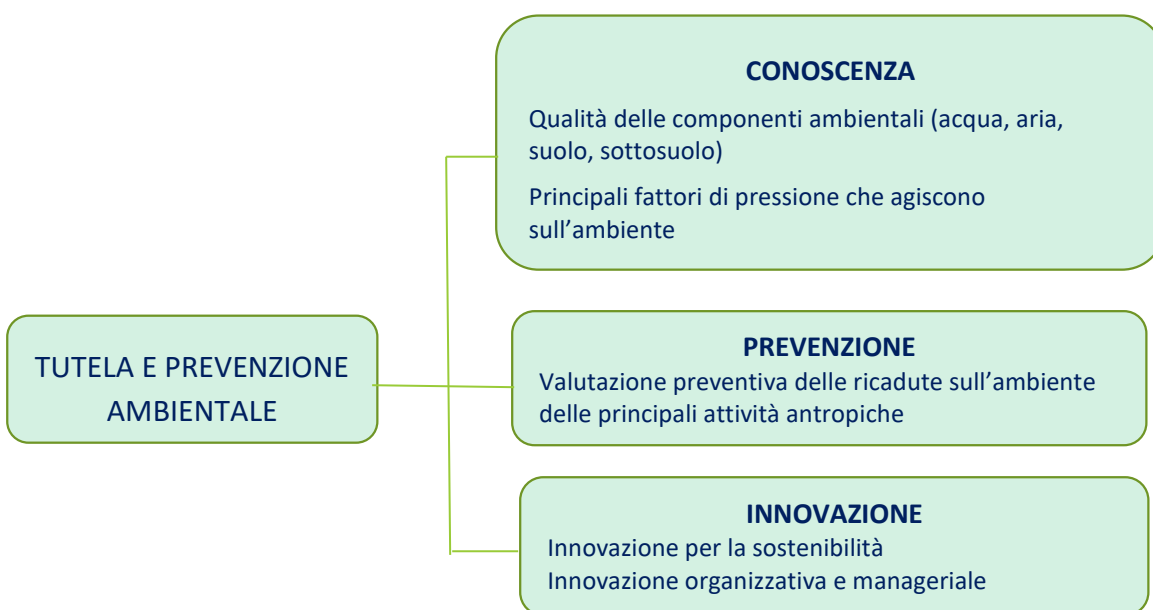 CONOSCENZA
Qualità delle componenti ambientali (acqua, aria,
suolo, sottosuolo)
Principali fattori di pressione che agiscono
sull’ambiente
TUTELA E PREVENZIONE
AMBIENTALE
PREVENZIONE
Valutazione preventiva delle ricadute sull’ambiente
delle principali attività antropiche
INNOVAZIONE
Innovazione per la sostenibilità
Innovazione organizzativa e manageriale